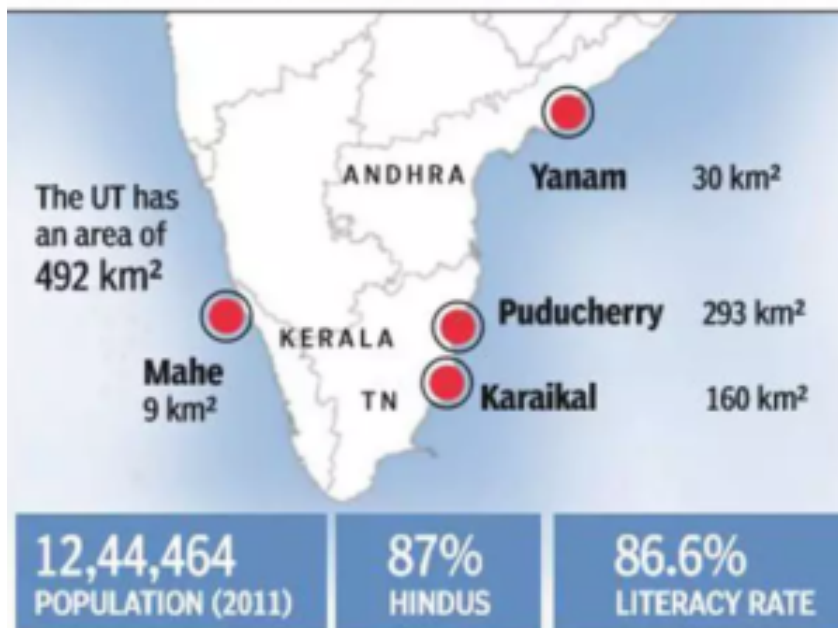 ANDHRA
Yanam 30 km²
The UT has
an area of
492 km²
Puducherry 293 km²
KERALA
Mahe
9 km²
TN
Karaikal 160 km²
12,44,464
POPULATION (2011)
87%
HINDUS
86.6%
LITERACY RATE